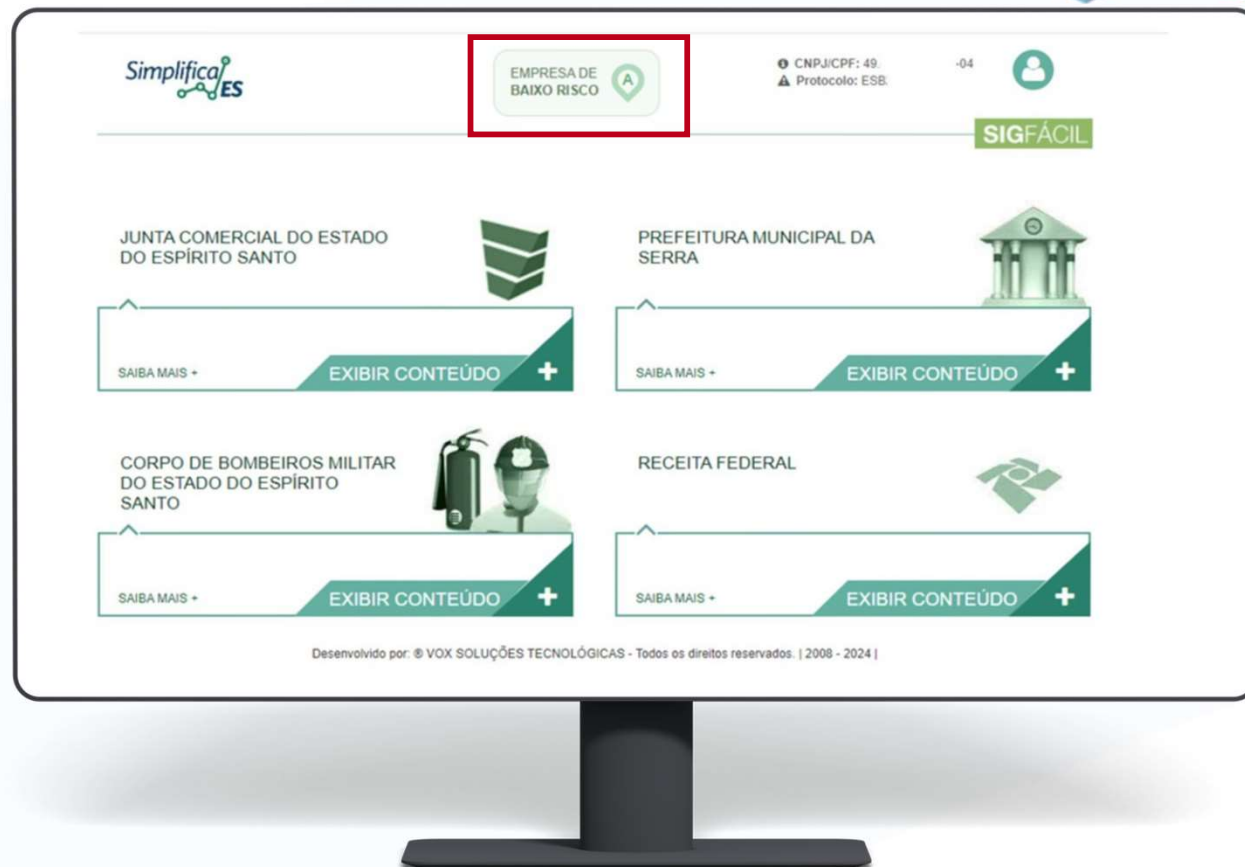 Simplifica
ES
EMPRESA DE
BAIXO RISCO
A
CNPJ/CPF: 49. -04
Protocolo: ESB.
SIGFÁCIL
JUNTA COMERCIAL DO ESTADO
DO ESPÍRITO SANTO
SAIBA MAIS +
EXIBIR CONTEÚDO +
PREFEITURA MUNICIPAL DA
SERRA
SAIBA MAIS +
EXIBIR CONTEÚDO +
CORPO DE BOMBEIROS MILITAR
DO ESTADO DO ESPÍRITO
SANTO
SAIBA MAIS +
EXIBIR CONTEÚDO +
RECEITA FEDERAL
SAIBA MAIS +
EXIBIR CONTEÚDO +
Desenvolvido por: ® VOX SOLUÇÕES TECNOLÓGICAS - Todos os direitos reservados. | 2008 - 2024 |